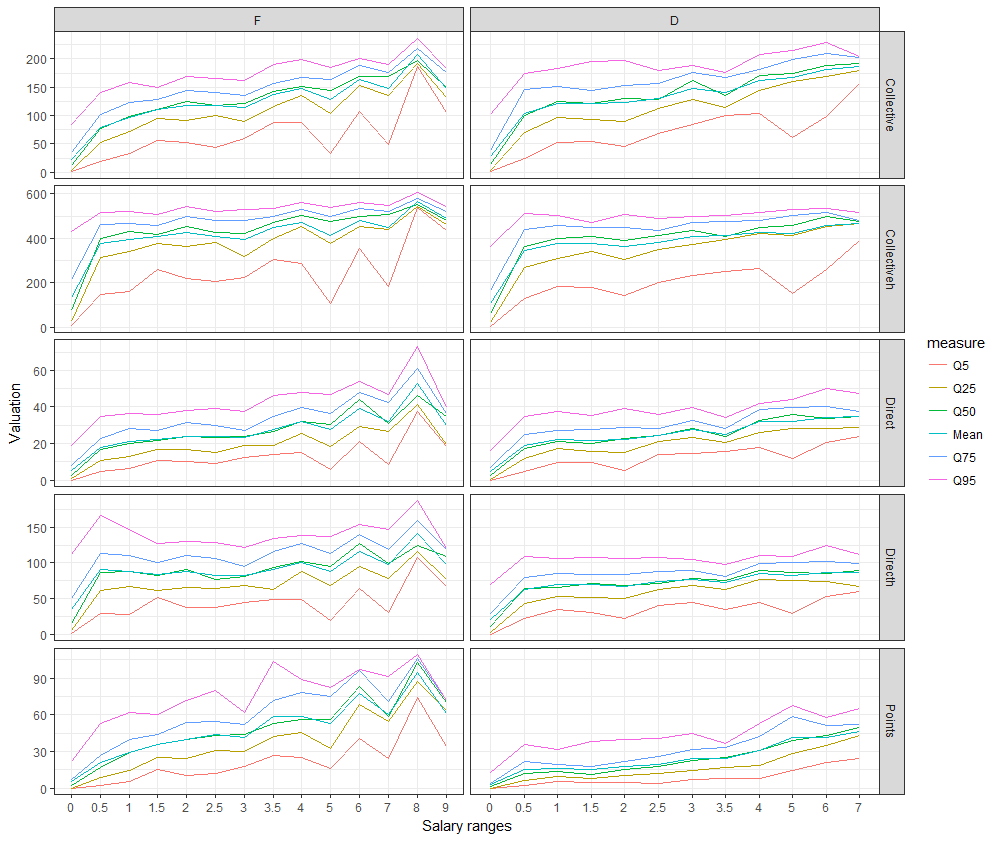 F D
200
150
100
50
0
Collective
600
400
200
0
Collectiveh
60
40
20
0
Direct
150
100
50
0
Directh
90
60
30
0
Points
0 0.5 1 1.5 2 2.5 3 3.5 4 5 6 7 8 9
0 0.5 1 1.5 2 2.5 3 3.5 4 5 6 7
Salary ranges
Valuation
measure
Q5
Q25
Q50
Mean
Q75
Q95